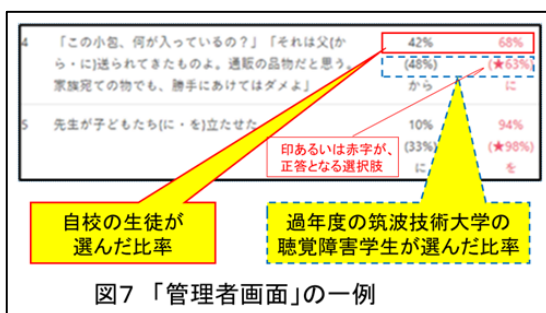 4 「この小包、何が入っているの?」「それは父{か 42% 68%
ら・に}送られてきたものよ。通販の品物だと思う。 (48%) (★63%)
家族宛ての物でも、勝手にあけてはダメよ」 から に
5 先生が子どもたち{に・を}立たせた 10% 94%
(33%) (★98%)
に を
印あるいは赤字が、
正答となる選択肢
自校の生徒が
選んだ比率
過年度の筑波技術大学の
聴覚障害学生が選んだ比率
図7 「管理者画面」の一例